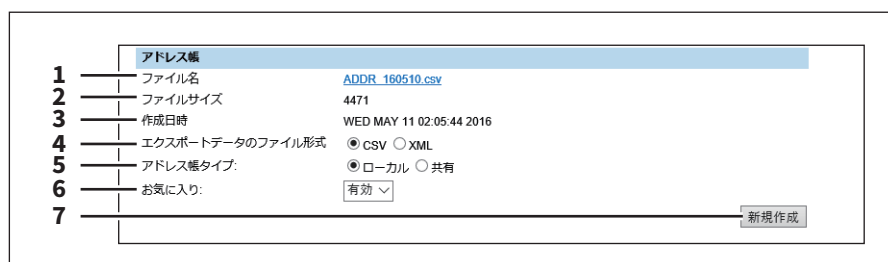 アドレス帳
1 ファイル名 ADDR_160510.csv
2 ファイルサイズ 4471
3 作成日時 WED MAY 11 02:05:44 2016
4 エクスポートデータのファイル形式 CSV XML
5 アドレス帳タイプ: ローカル 共有
6 お気に入り: 有効
7 新規作成